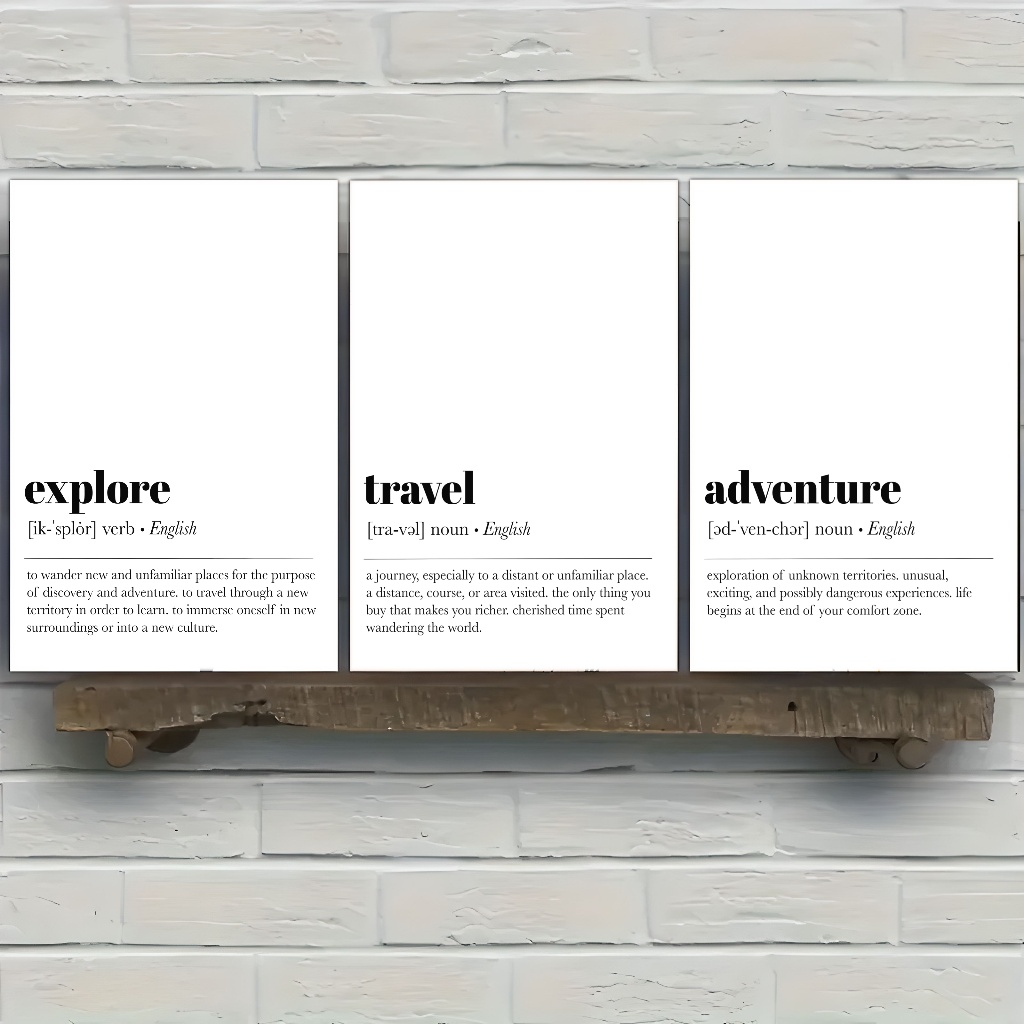 explore
[ik-ˈsplȯr] verb • English
to wander new and unfamiliar places for the purpose
of discovery and adventure. to travel through a new
territory in order to learn. to immerse oneself in new
surroundings or into a new culture.
travel
[tra-vəl] noun • English
a journey, especially to a distant or unfamiliar place.
a distance, course, or area visited. the only thing you
buy that makes you richer. cherished time spent
wandering the world.
adventure
[əd-ˈven-chər] noun • English
exploration of unknown territories. unusual,
exciting, and possibly dangerous experiences. life
begins at the end of your comfort zone.